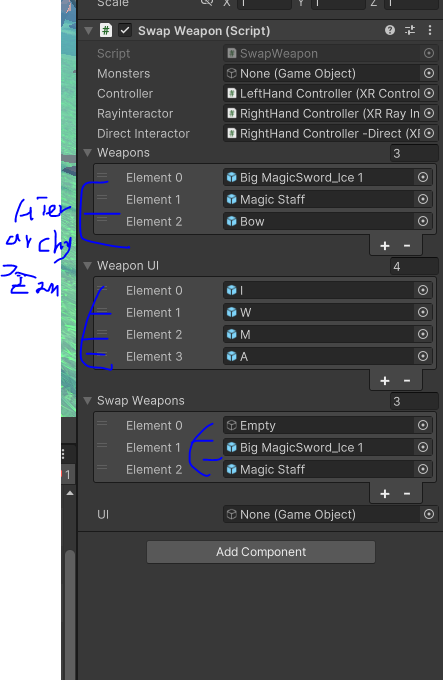 Scale X 1 Y 1 Z 1
Swap Weapon (Script)
Script SwapWeapon
Monsters None (Game Object)
Controller LeftHand Controller (XR Control
Rayinteractor RightHand Controller (XR Ray In
Direct Interactor RightHand Controller -Direct (XR
Weapons 3
Element 0 Big MagicSword_Ice 1
Element 1 Magic Staff
Element 2 Bow
+ -
Hier
archy
Weapon UI 4
Element 0 I
Element 1 W
Element 2 M
Element 3 A
+ -
Swap Weapons 3
Element 0 Empty
Element 1 Big MagicSword_Ice 1
Element 2 Magic Staff
1
+ -
UI None (Game Object)
Add Component